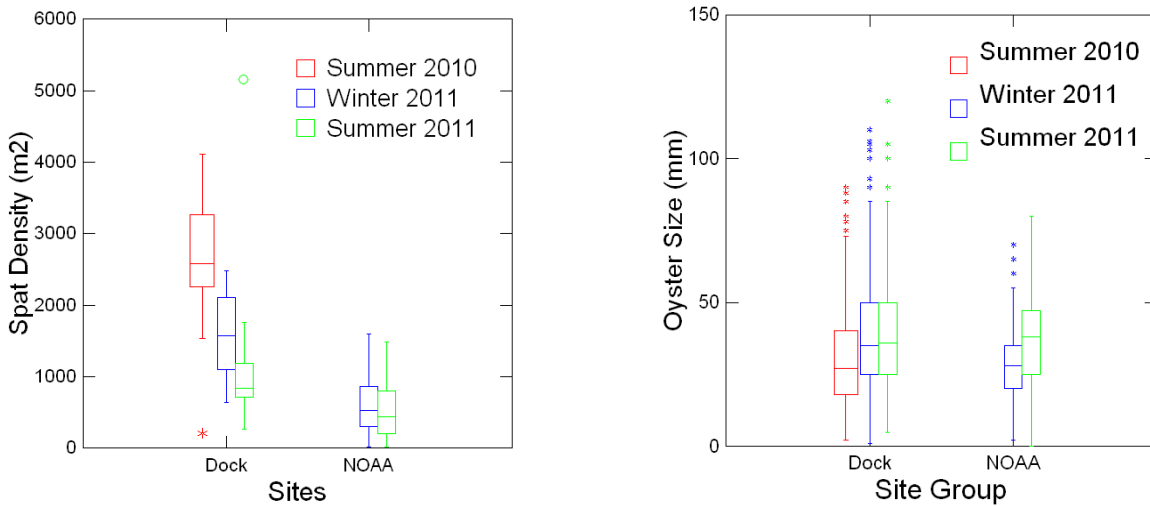 6000
5000
4000
3000
2000
1000
0
Spat Density (m2)
Summer 2010
Winter 2011
Summer 2011
Dock
NOAA
Sites
150
100
50
0
Oyster Size (mm)
Summer 2010
Winter 2011
Summer 2011
Dock
NOAA
Site Group